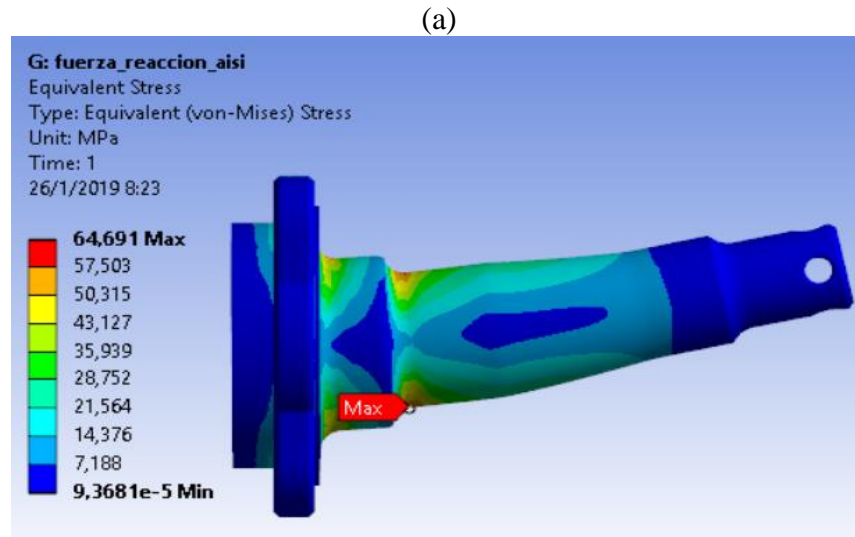 (a)
G: fuerza_reaccion_aisi
Equivalent Stress
Type: Equivalent (von-Mises) Stress
Unit: MPa
Time: 1
26/1/2019 8:23
64,691 Max
57,503
50,315
43,127
35,939
28,752
21,564
14,376
7,188
9,3681e-5 Min
Max